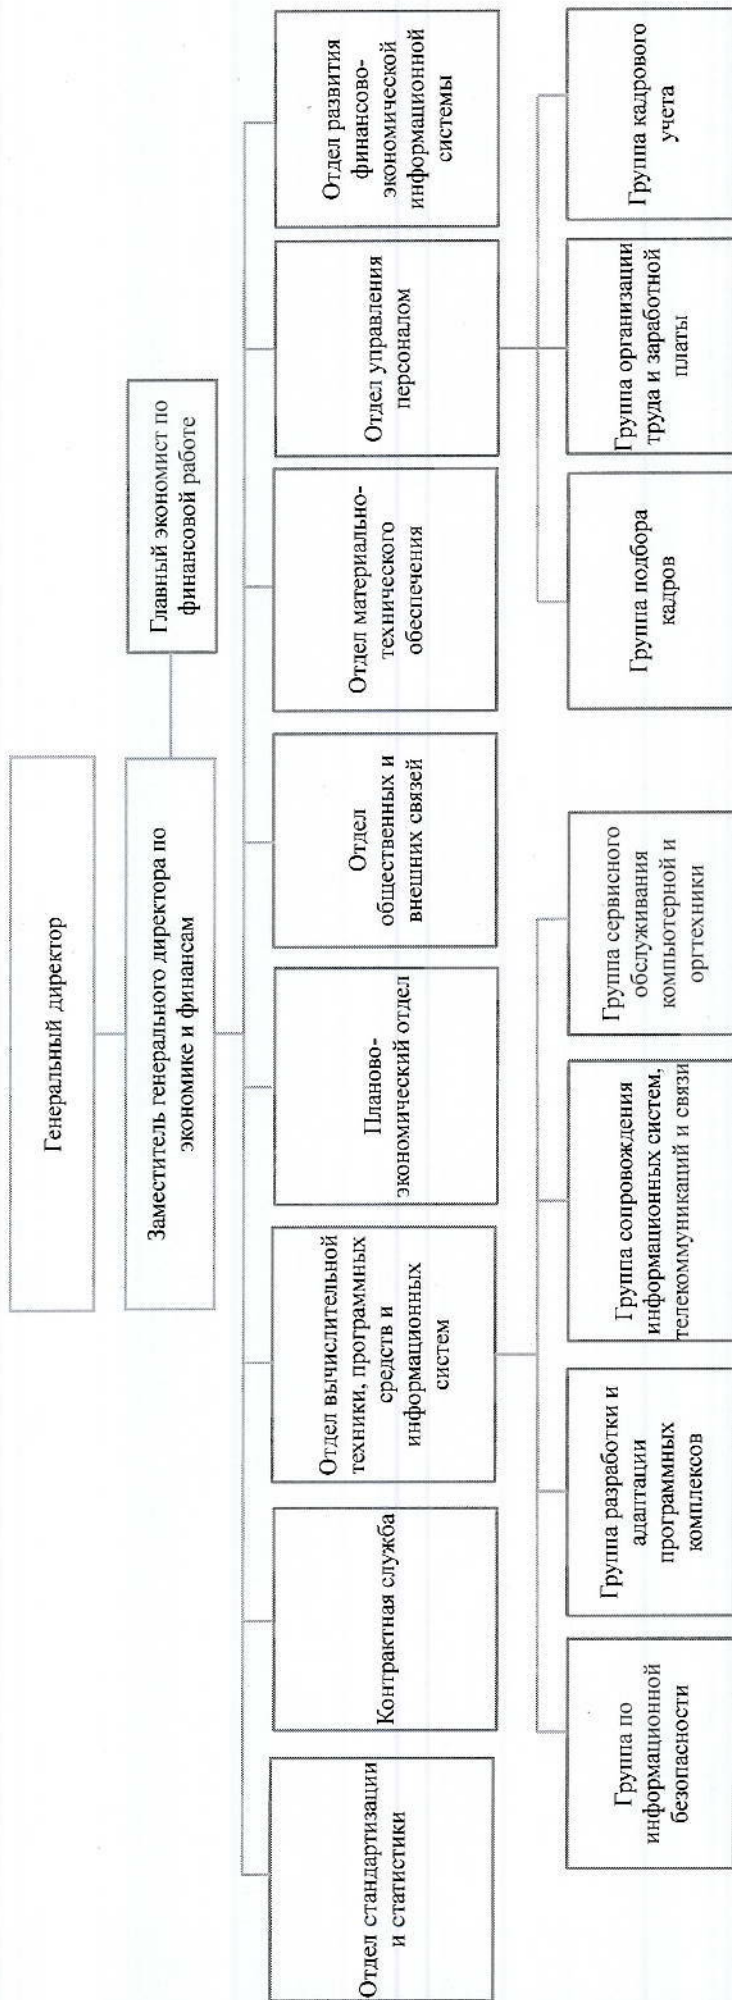 Генеральный директор
Заместитель генерального директора по
экономике и финансам
Главный экономист по
финансовой работе
Отдел стандартизации
и статистики
Контрактная служба
Отдел вычислительной
техники, программных
средств и
информационных
систем
Планово-
экономический отдел
Отдел
общественных и
внешних связей
Отдел материально-
технического
обеспечения
Отдел управления
персоналом
Отдел развития
финансово-
экономической
информационной
системы
Группа по
информационной
безопасности
Группа разработки и
адаптации
программных
комплексов
Группа сопровождения
информационных систем,
телекоммуникаций и связи
Группа сервисного
обслуживания
компьютерной и
оргтехники
Группа подбора
кадров
Группа организации
труда и заработной
платы
Группа кадрового
учета